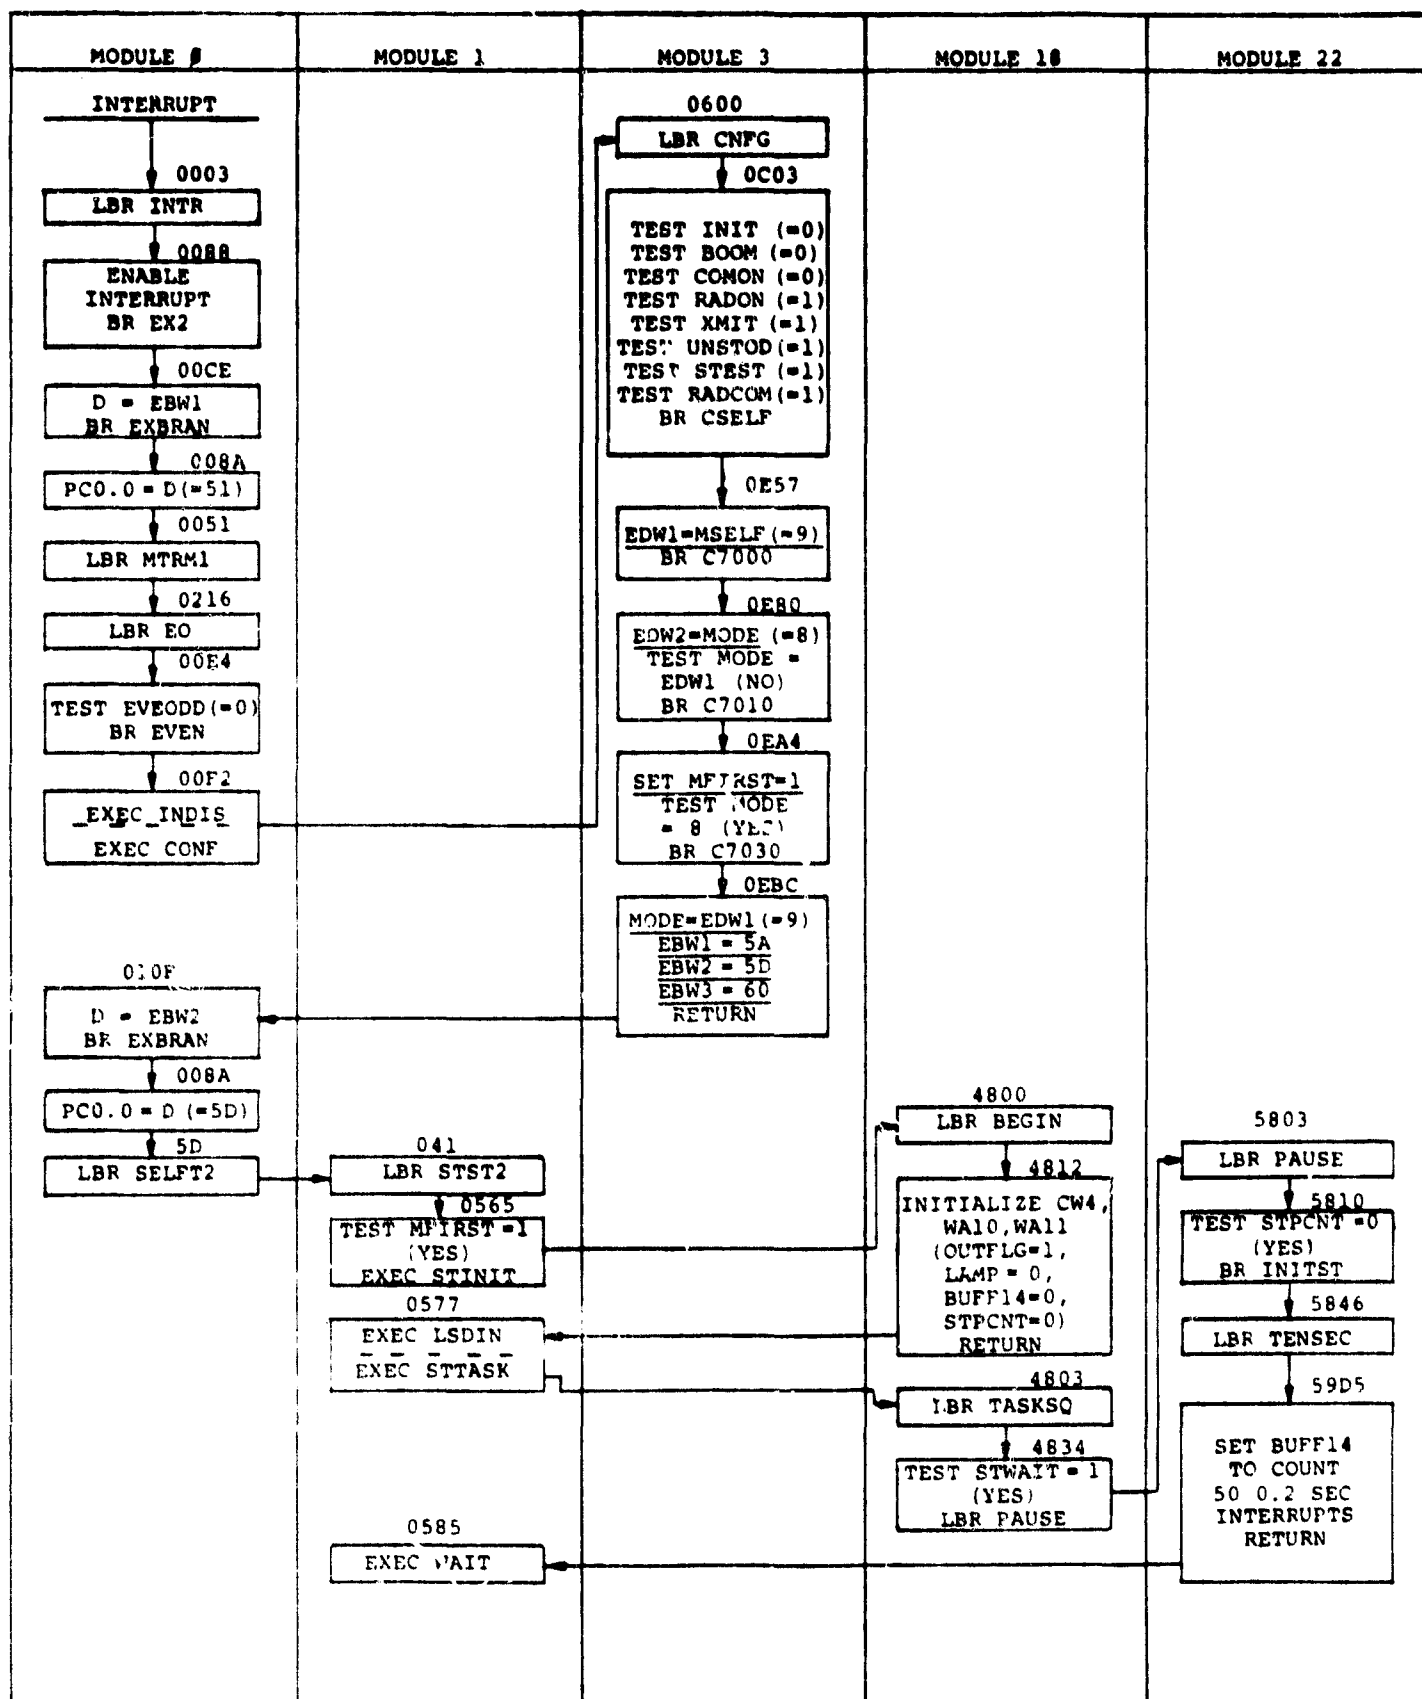 MODULE 0
INTERRUPT
0003
LBR INTR
0088
ENABLE
INTERRUPT
BR EX2
00CE
D = EBW1
BR EXBRAN
008A
PC0.0 = D(=51)
0051
LBR MTRM1
0216
LBR EO
00E4
TEST EVEODD(=0)
BR EVEN
00F2
EXEC INDIS
EXEC CONF
010F
D = EBW2
BR EXBRAN
008A
PC0.0 = D (=5D)
5D
LBR SELFT2
MODULE 1
041
LBR STST2
0565
TEST MFIRST =1
(YES)
EXEC STINIT
0577
EXEC LSDIN
EXEC STTASK
0585
EXEC WAIT
MODULE 3
0600
LBR CNFG
0C03
TEST INIT (=0)
TEST BOOM (=0)
TEST COMON (=0)
TEST RADON (=1)
TEST XMIT (=1)
TEST UNSTOD(=1)
TEST STEST (=1)
TEST RADCOM(=1)
BR CSELF
0E57
EDW1=MSELF(=9)
BR C7000
0E80
EDW2=MODE (=8)
TEST MODE =
EDW1 (NO)
BR C7010
0EA4
SET MFIRST=1
TEST MODE
= 8 (YES)
BR C7030
0EBC
MODE=EDW1(=9)
EBW1 = 5A
EBW2 = 5D
EBW3 = 60
RETURN
MODULE 18
4800
LBR BEGIN
4812
INITIALIZE CW4,
WA10,WA11
(OUTFLG=1,
LAMP = 0,
BUFF14=0,
STPCNT=0)
RETURN
4803
LBR TASKSQ
4834
TEST STWAIT = 1
(YES)
LBR PAUSE
MODULE 22
5803
LBR PAUSE
5810
TEST STPCNT =0
(YES)
BR INITST
5846
LBR TENSEC
59D5
SET BUFF14
TO COUNT
50 0.2 SEC
INTERRUPTS
RETURN